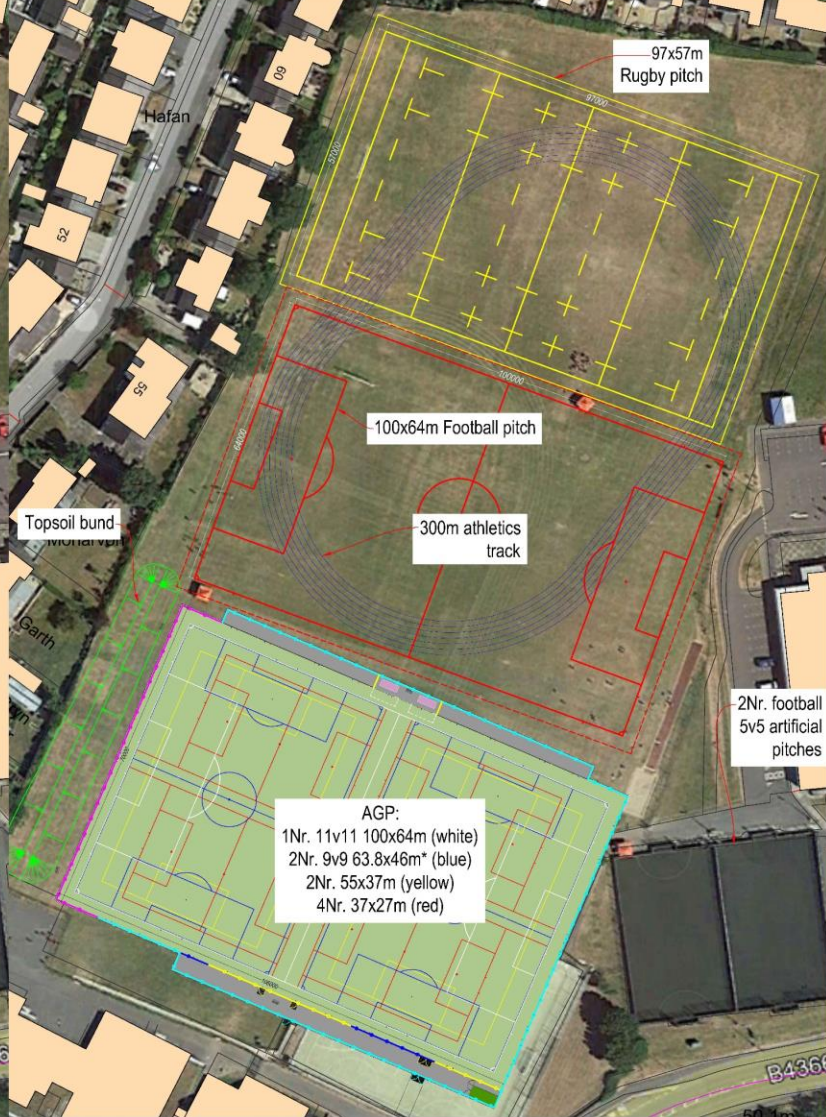 97x57m
Rugby pitch
97000
60
Hafan
57000
52
100000
55
64000
100x64m Football pitch
300m athletics
track
Topsoil bund
Garth
2Nr. football
5v5 artificial
pitches
AGP:
1Nr. 11v11 100x64m (white)
2Nr. 9v9 63.8x46m* (blue)
2Nr. 55x37m (yellow)
4Nr. 37x27m (red)
B4366